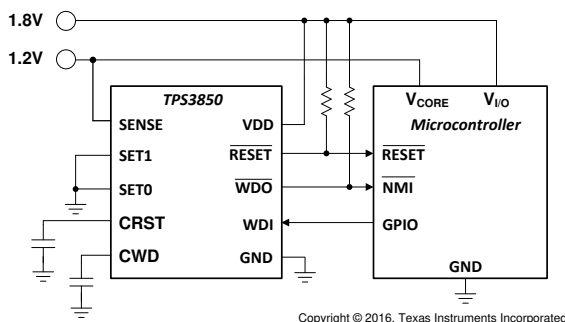 1.8V
1.2V
TPS3850
SENSE VDD
SET1 RESET
SET0 WDO
CRST WDI
CWD GND
VCORE VI/O
Microcontroller
RESET
NMI
GPIO
GND
Copyright © 2016, Texas Instruments Incorporated